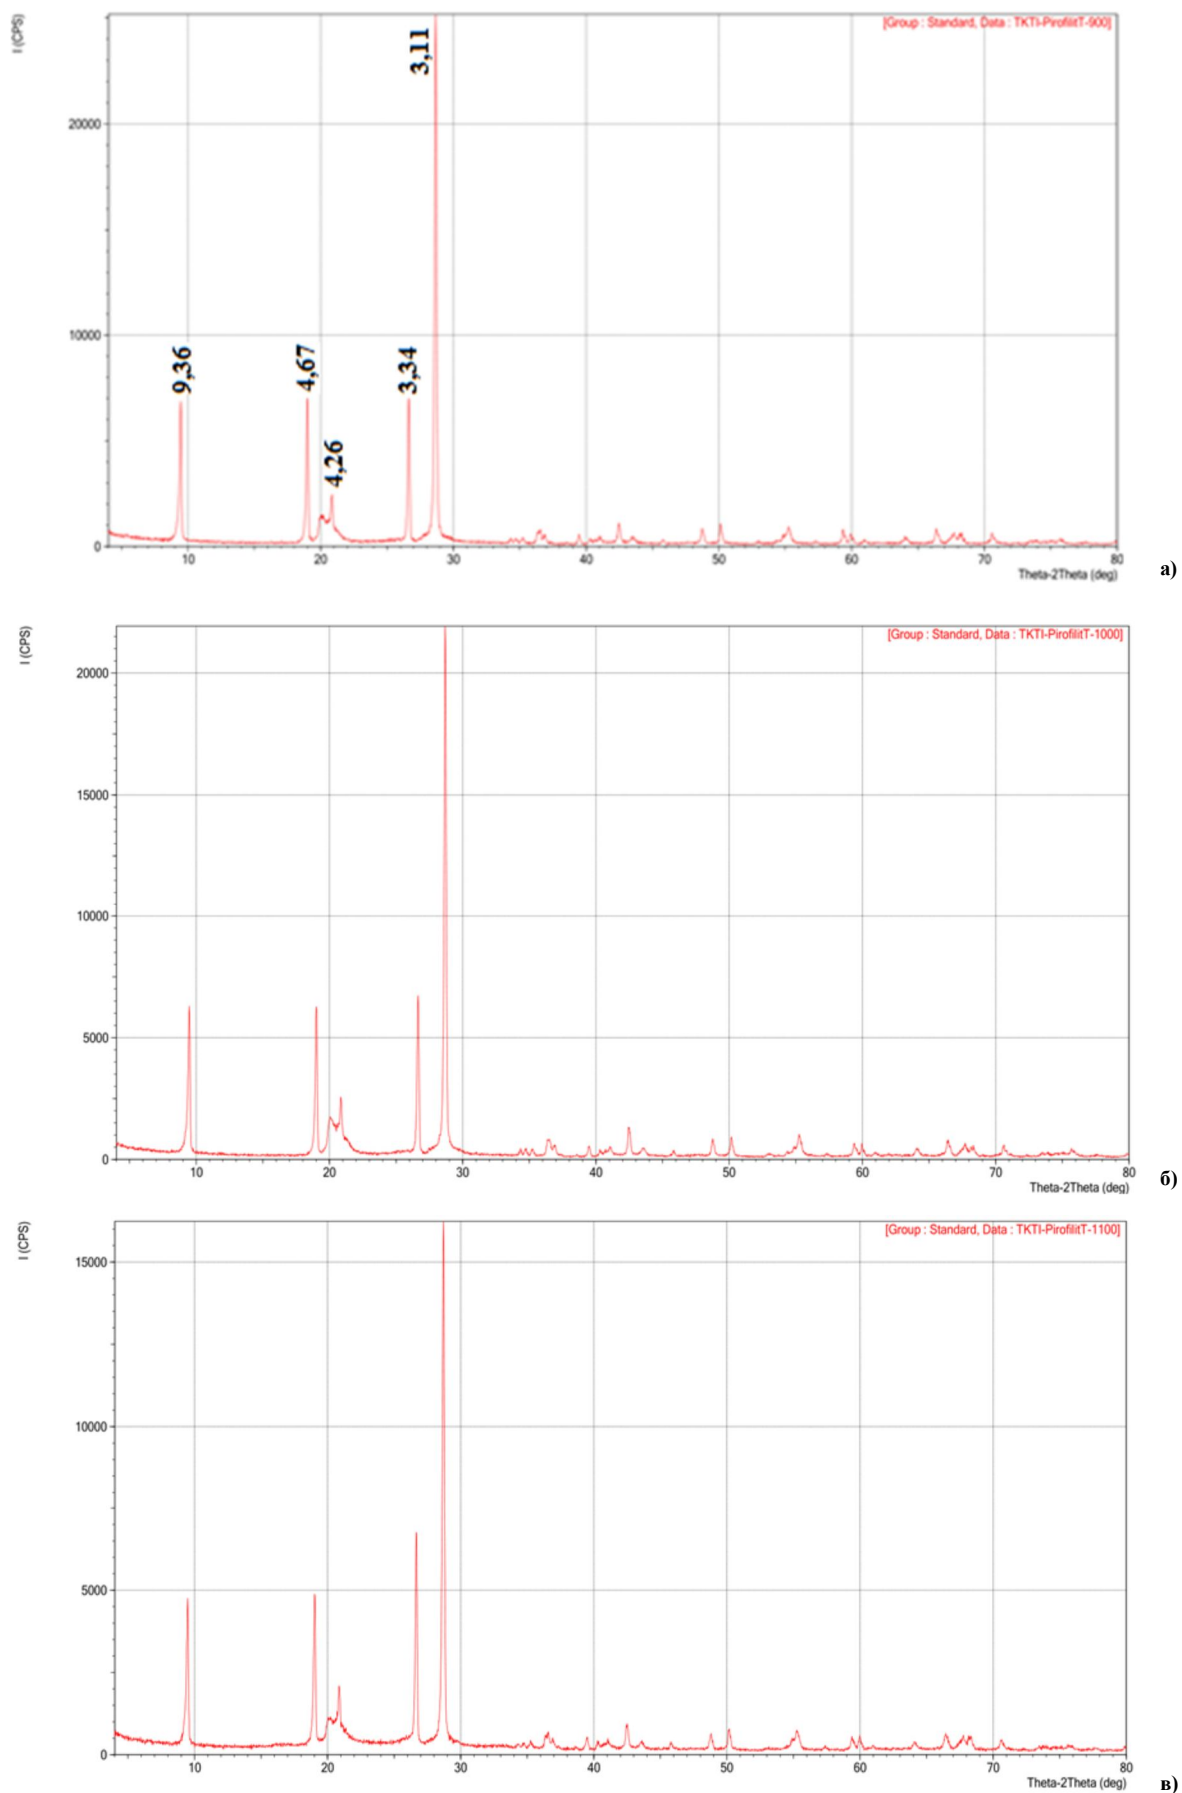 I (CPS)
[Group : Standard, Data : TKTI-PirofilitT-900]
3,11
20000
10000
9,36
4,67
3,34
4,26
0
10 20 30 40 50 60 70 80
Theta-2Theta (deg)
а)
I (CPS)
[Group : Standard, Data : TKTI-PirofilitT-1000]
20000
15000
10000
5000
0
10 20 30 40 50 60 70 80
Theta-2Theta (deg)
б)
I (CPS)
[Group : Standard, Data : TKTI-PirofilitT-1100]
15000
10000
5000
0
10 20 30 40 50 60 70 80
Theta-2Theta (deg)
в)